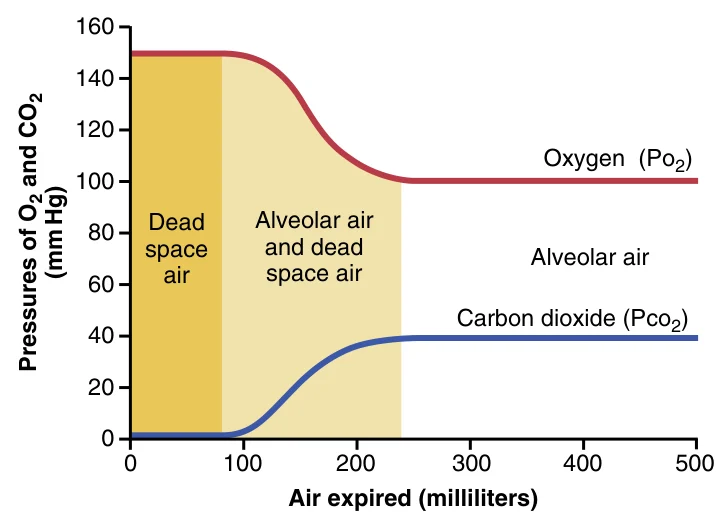 160
140
120
100
80
60
40
20
0
Pressures of O₂ and CO₂
(mm Hg)
Dead
space
air
Alveolar air
and dead
space air
Oxygen (Po₂)
Alveolar air
Carbon dioxide (Pco₂)
0 100 200 300 400 500
Air expired (milliliters)